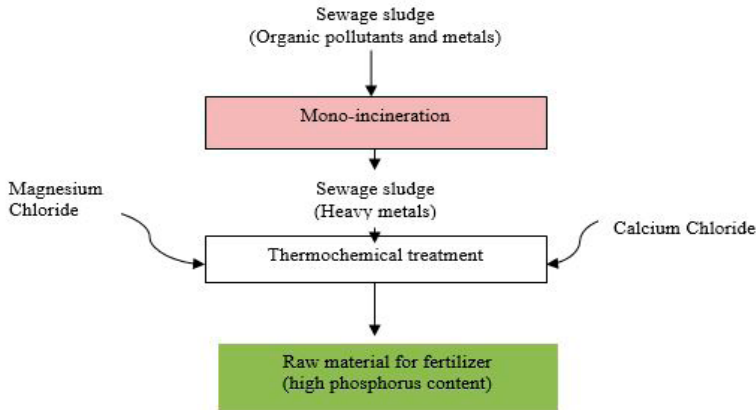 Sewage sludge
(Organic pollutants and metals)
Mono-incineration
Magnesium
Chloride
Sewage sludge
(Heavy metals)
Calcium Chloride
Thermochemical treatment
Raw material for fertilizer
(high phosphorus content)